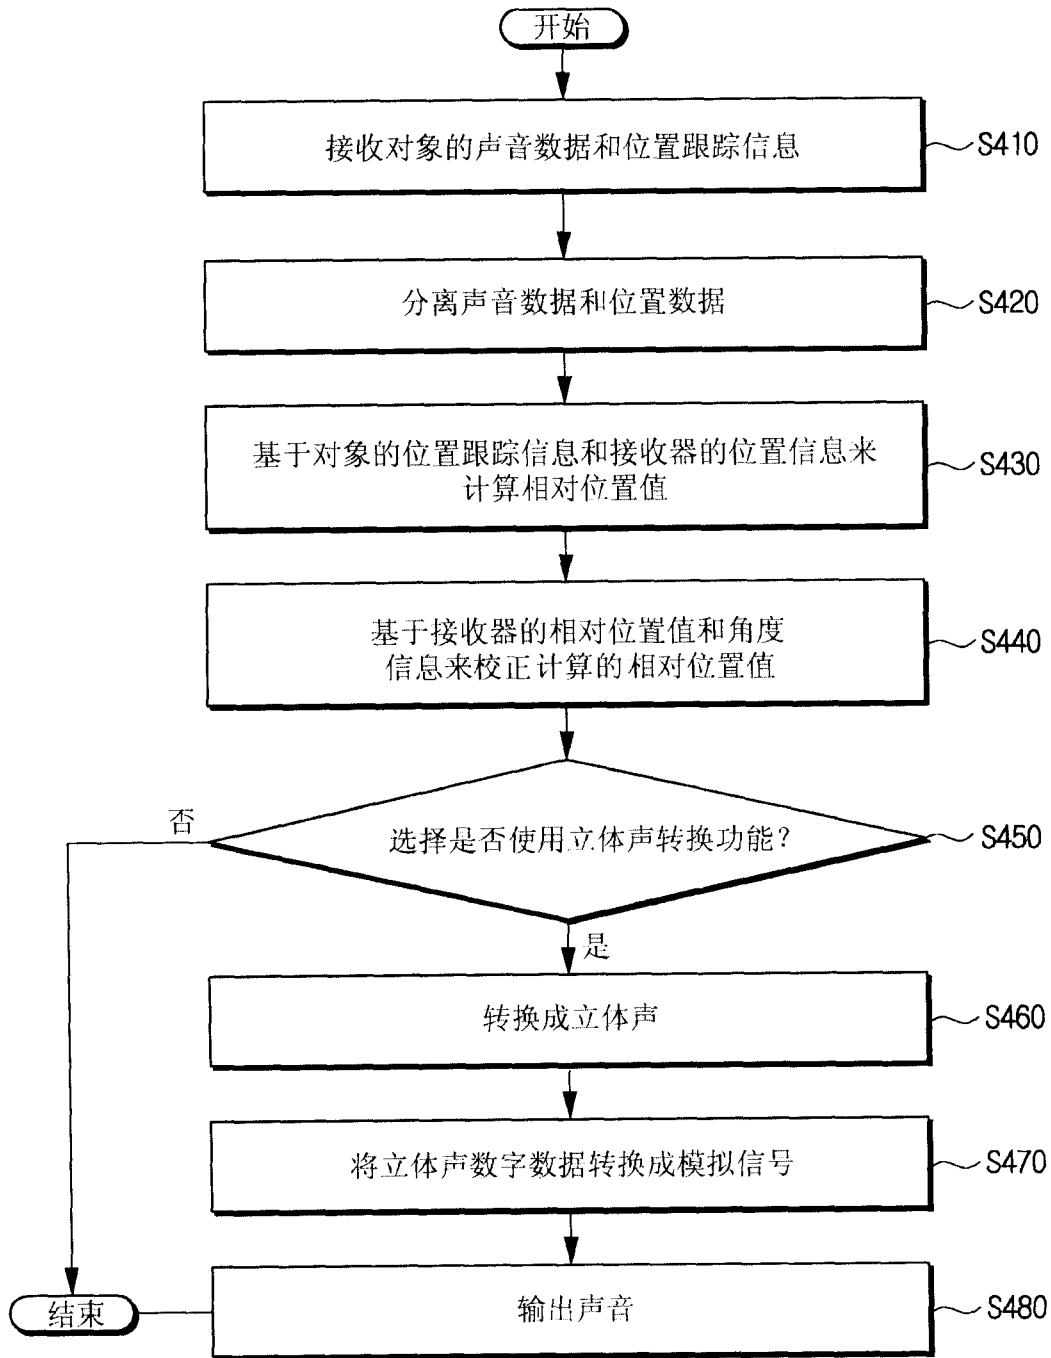 开始
接收对象的声音数据和位置跟踪信息
S410
分离声音数据和位置数据
S420
基于对象的位置跟踪信息和接收器的位置信息来
计算相对位置值
S430
基于接收器的相对位置值和角度
信息来校正计算的相对位置值
S440
否
选择是否使用立体声转换功能?
S450
是
转换成立体声
S460
将立体声数字数据转换成模拟信号
S470
结束
输出声音
S480